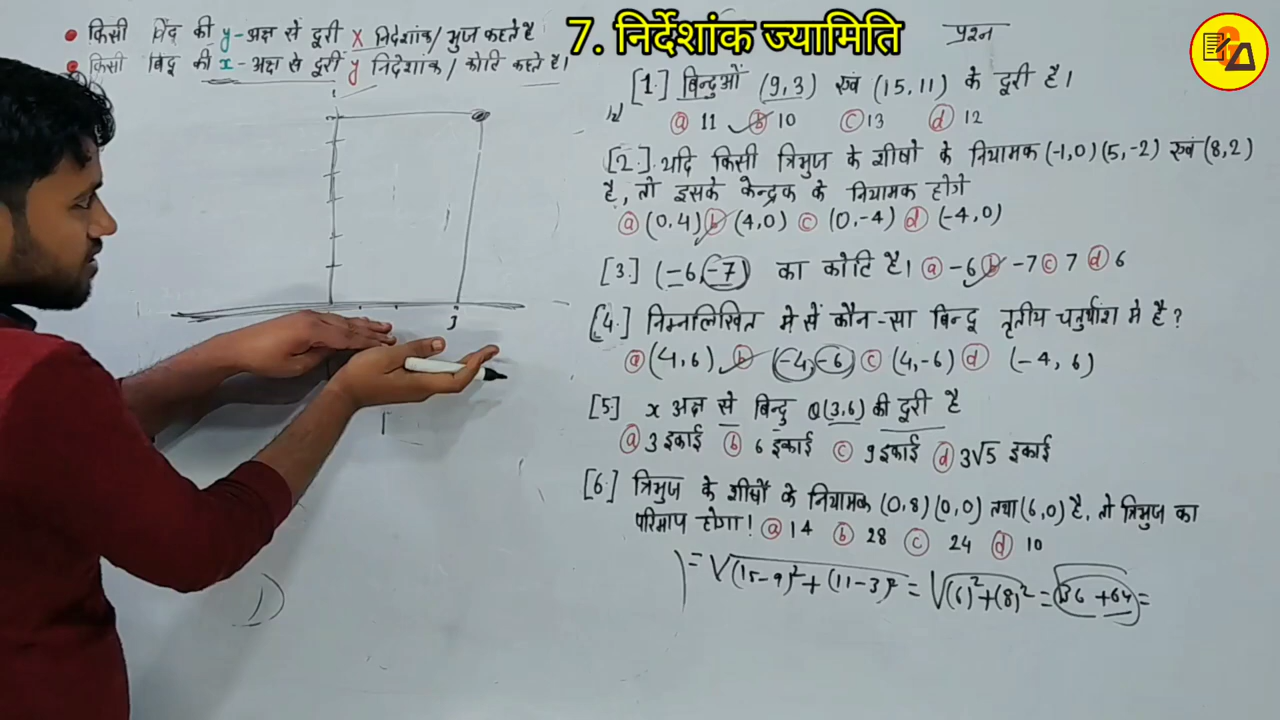 7. निर्देशांक ज्यामिति
• किसी बिंदु की y-अक्ष से दूरी x निर्देशांक/भुज कहते है
• किसी बिंदु की x-अक्ष से दूरी y निर्देशांक/कोटि कहते है।
3
प्रश्न
[1.] बिन्दुओं (9,3) एवं (15,11) के दूरी है।
ⓐ 11 ⓑ 10 ⓒ 13 ⓓ 12
[2.] यदि किसी त्रिभुज के शीर्षो के नियामक (-1,0) (5,-2) एवं (8,2)
है, तो इसके केन्द्रक के नियामक होगे
ⓐ (0,4) ⓑ (4,0) ⓒ (0,-4) ⓓ (-4,0)
[3.] (-6,-7) का कोटि है। ⓐ -6 ⓑ -7 ⓒ 7 ⓓ 6
[4.] निम्नलिखित मे सें कौन-सा बिन्दू तृतीय चतुर्थांश मे है?
ⓐ (4,6) ⓑ (-4,-6) ⓒ (4,-6) ⓓ (-4,6)
[5.] x अक्ष से बिन्दु Q(3,6) की दूरी है
ⓐ 3 इकाई ⓑ 6 इकाई ⓒ 9 इकाई ⓓ 3√5 इकाई
[6.] त्रिभुज के शीर्षों के नियामक (0,8) (0,0) तथा (6,0) है, तो त्रिभुज का
परिमाप होगा! ⓐ 14 ⓑ 28 ⓒ 24 ⓓ 10
= √(15-9)²+(11-3)² = √(6)²+(8)² = √36+64 =
1)